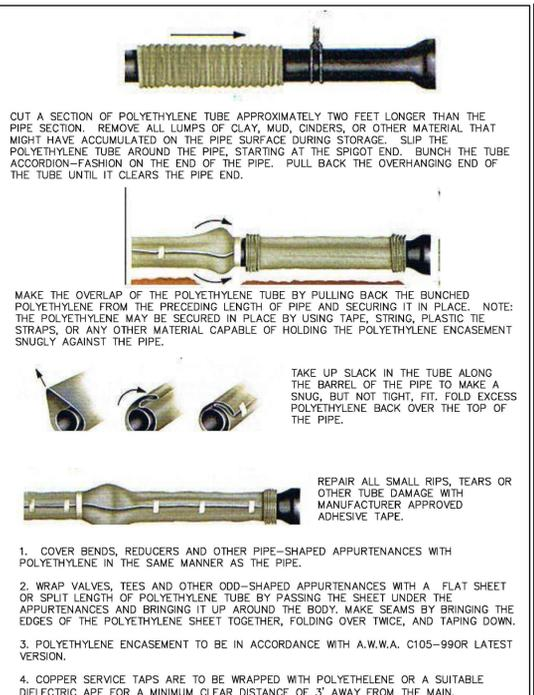 CUT A SECTION OF POLYETHYLENE TUBE APPROXIMATELY TWO FEET LONGER THAN THE
PIPE SECTION. REMOVE ALL LUMPS OF CLAY, MUD, CINDERS, OR OTHER MATERIAL THAT
MIGHT HAVE ACCUMULATED ON THE PIPE SURFACE DURING STORAGE. SLIP THE
POLYETHYLENE TUBE AROUND THE PIPE, STARTING AT THE SPIGOT END. BUNCH THE TUBE
ACCORDION-FASHION ON THE END OF THE PIPE. PULL BACK THE OVERHANGING END OF
THE TUBE UNTIL IT CLEARS THE PIPE END.
MAKE THE OVERLAP OF THE POLYETHYLENE TUBE BY PULLING BACK THE BUNCHED
POLYETHYLENE FROM THE PRECEDING LENGTH OF PIPE AND SECURING IT IN PLACE. NOTE:
THE POLYETHYLENE MAY BE SECURED IN PLACE BY USING TAPE, STRING, PLASTIC TIE
STRAPS, OR ANY OTHER MATERIAL CAPABLE OF HOLDING THE POLYETHYLENE ENCASEMENT
SNUGLY AGAINST THE PIPE.
TAKE UP SLACK IN THE TUBE ALONG
THE BARREL OF THE PIPE TO MAKE A
SNUG, BUT NOT TIGHT, FIT. FOLD EXCESS
POLYETHYLENE BACK OVER THE TOP OF
THE PIPE.
REPAIR ALL SMALL RIPS, TEARS OR
OTHER TUBE DAMAGE WITH
MANUFACTURER APPROVED
ADHESIVE TAPE.
1. COVER BENDS, REDUCERS AND OTHER PIPE-SHAPED APPURTENANCES WITH
POLYETHYLENE IN THE SAME MANNER AS THE PIPE.
2. WRAP VALVES, TEES AND OTHER ODD-SHAPED APPURTENANCES WITH A FLAT SHEET
OR SPLIT LENGTH OF POLYETHYLENE TUBE BY PASSING THE SHEET UNDER THE
APPURTENANCES AND BRINGING IT UP AROUND THE BODY. MAKE SEAMS BY BRINGING THE
EDGES OF THE POLYETHYLENE SHEET TOGETHER, FOLDING OVER TWICE, AND TAPING DOWN.
3. POLYETHYLENE ENCASEMENT TO BE IN ACCORDANCE WITH A.W.W.A. C105-990R LATEST
VERSION.
4. COPPER SERVICE TAPS ARE TO BE WRAPPED WITH POLYETHELENE OR A SUITABLE
DIELECTRIC APE FOR A MINIMUM CLEAR DISTANCE OF 3' AWAY FROM THE MAIN.